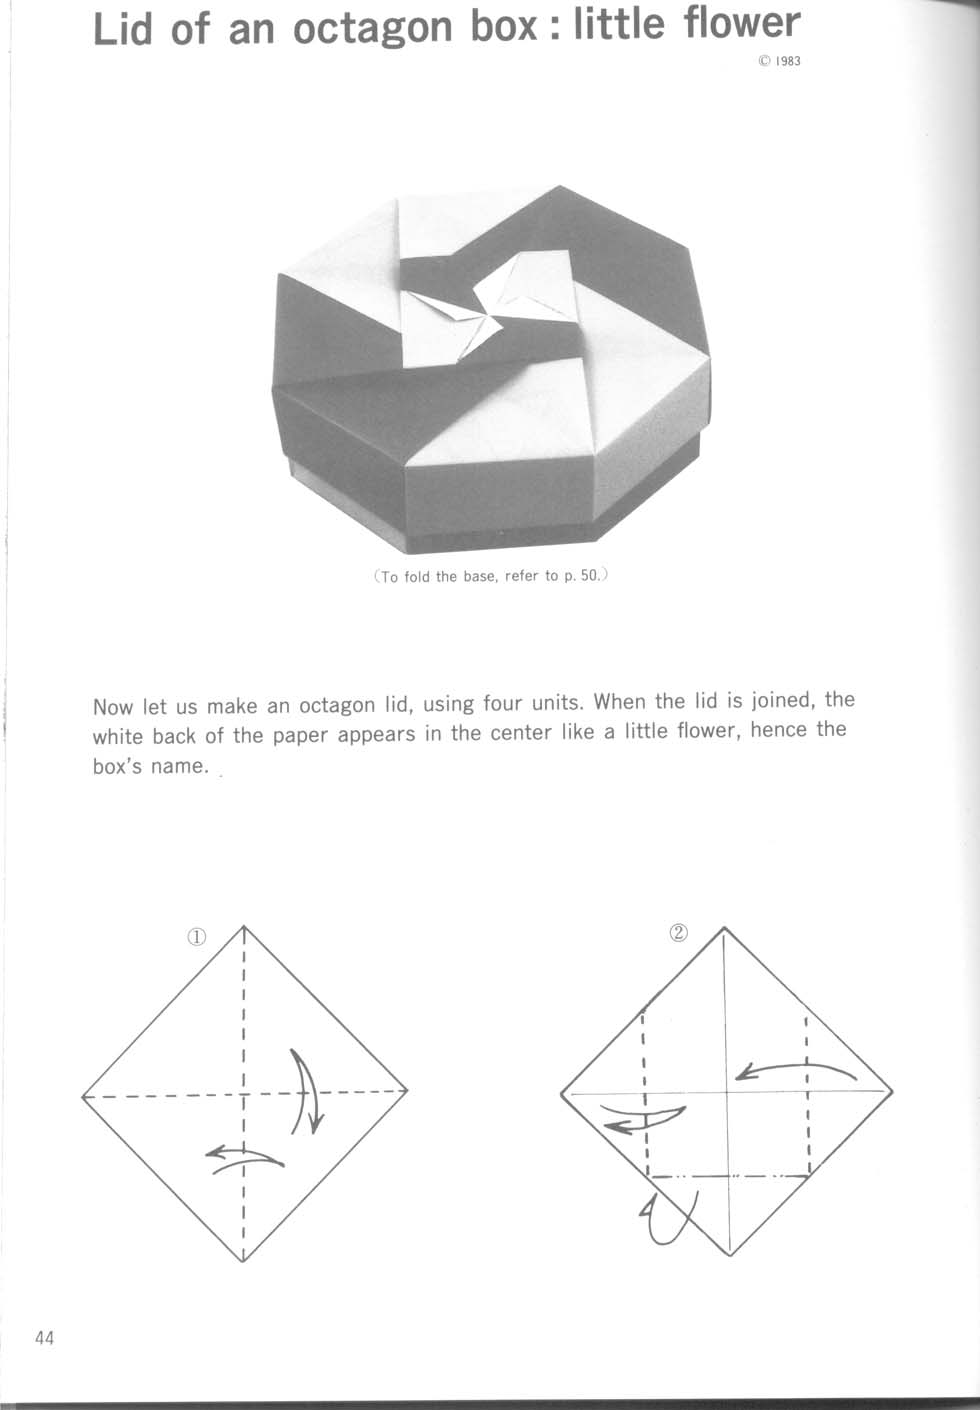 Lid of an octagon box : little flower
© 1983
(To fold the base, refer to p. 50.)
Now let us make an octagon lid, using four units. When the lid is joined, the
white back of the paper appears in the center like a little flower, hence the
box's name.
① ②
44